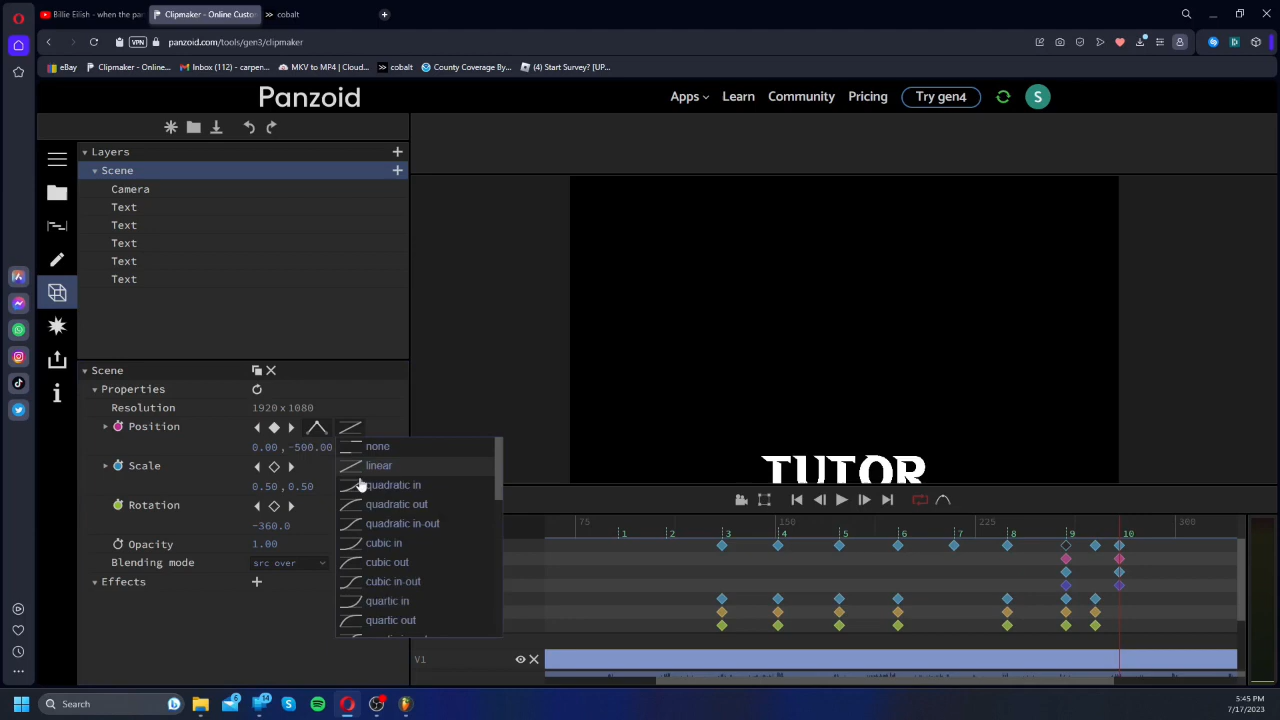 Billie Eilish - when the pa
Clipmaker - Online Custo
cobalt
VPN
panzoid.com/tools/gen3/clipmaker
eBay
Clipmaker - Online...
Inbox (112) - carpen...
MKV to MP4 | Cloud...
cobalt
County Coverage By...
(4) Start Survey? [UP...
Panzoid
Apps
Learn
Community
Pricing
Try gen4
S
Layers
Scene
Camera
Text
Text
Text
Text
Text
Scene
Properties
Resolution
1920 x 1080
Position
0.00, -500.00
none
Scale
linear
0.50, 0.50
quadratic in
Rotation
quadratic out
-360.0
quadratic in-out
Opacity
1.00
cubic in
Blending mode
src over
cubic out
Effects
cubic in-out
quartic in
quartic out
TUTOR
75
150
225
300
1
2
3
4
5
6
7
8
9
10
V1
Search
6
14
5:45 PM
7/17/2023